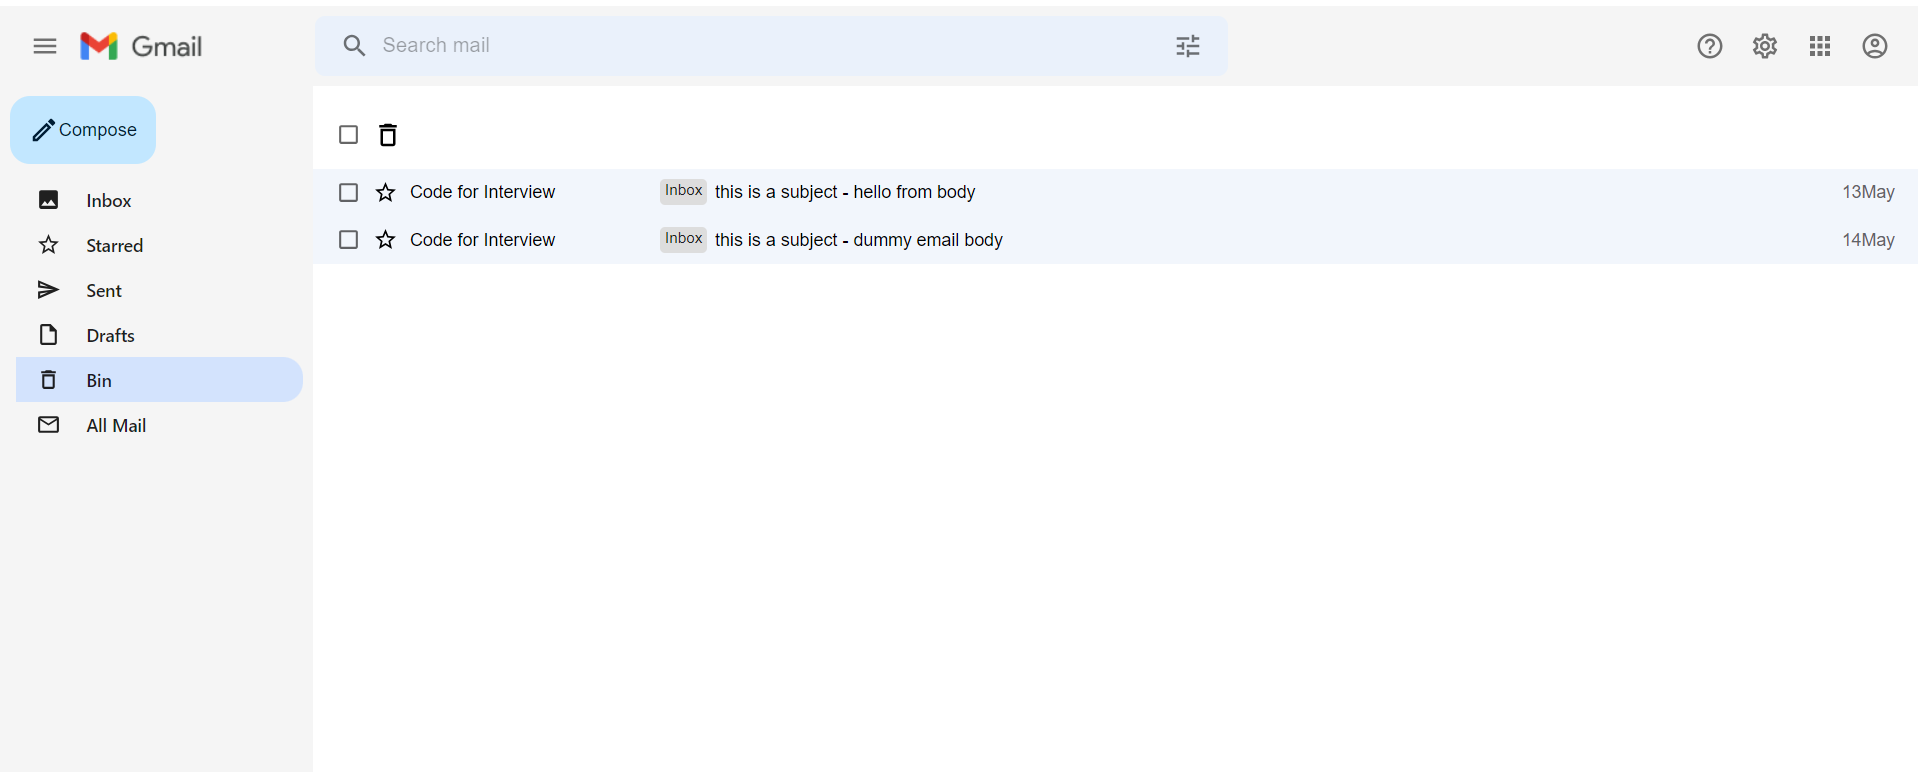 Gmail
Search mail
Compose
Inbox
Starred
Sent
Drafts
Bin
All Mail
Code for Interview Inbox this is a subject - hello from body 13May
Code for Interview Inbox this is a subject - dummy email body 14May